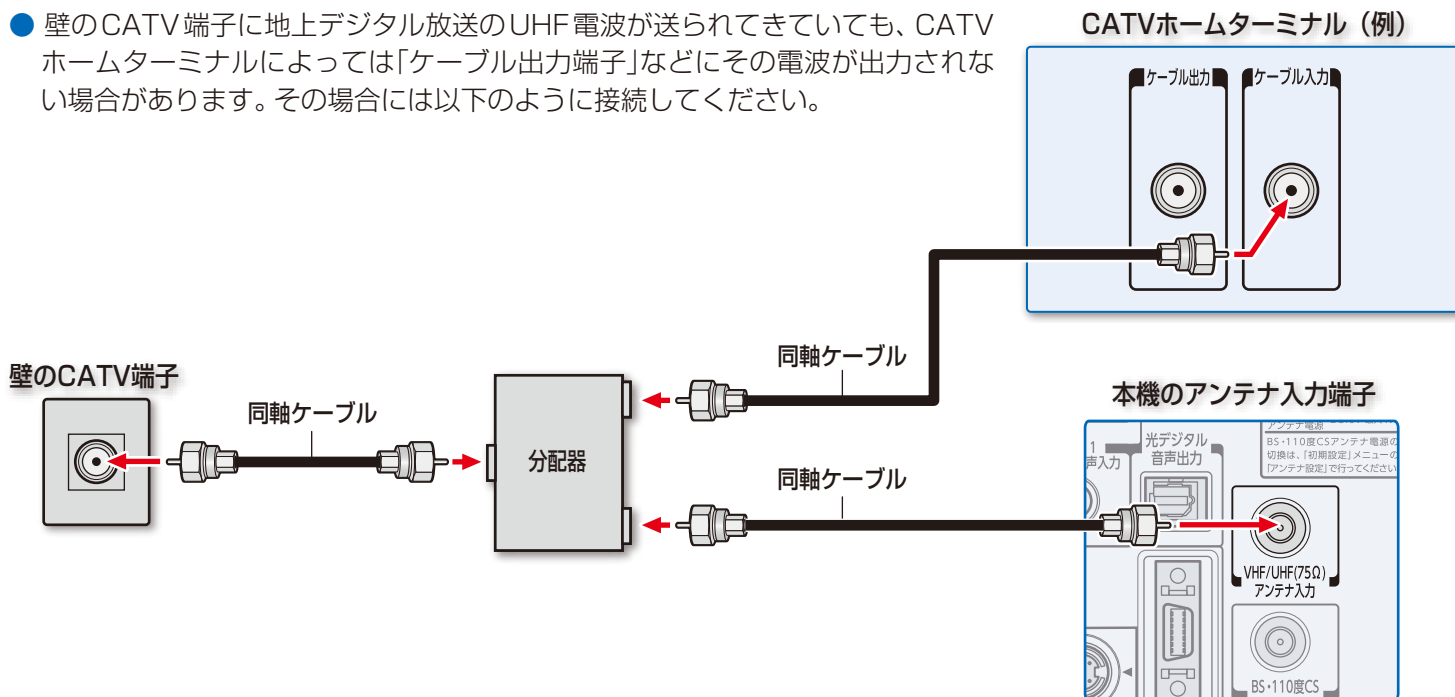 ● 壁のCATV端子に地上デジタル放送のUHF電波が送られてきていても、CATV
ホームターミナルによっては「ケーブル出力端子」などにその電波が出力されな
い場合があります。その場合には以下のように接続してください。
CATVホームターミナル（例）
ケーブル出力
ケーブル入力
同軸ケーブル
壁のCATV端子
同軸ケーブル
分配器
同軸ケーブル
本機のアンテナ入力端子
1
声入力
光デジタル
音声出力
アンテナ電源
BS・110度CSアンテナ電源の
切換は、「初期設定」メニューの
「アンテナ設定」で行ってください
VHF/UHF(75Ω)
アンテナ入力
BS・110度CS